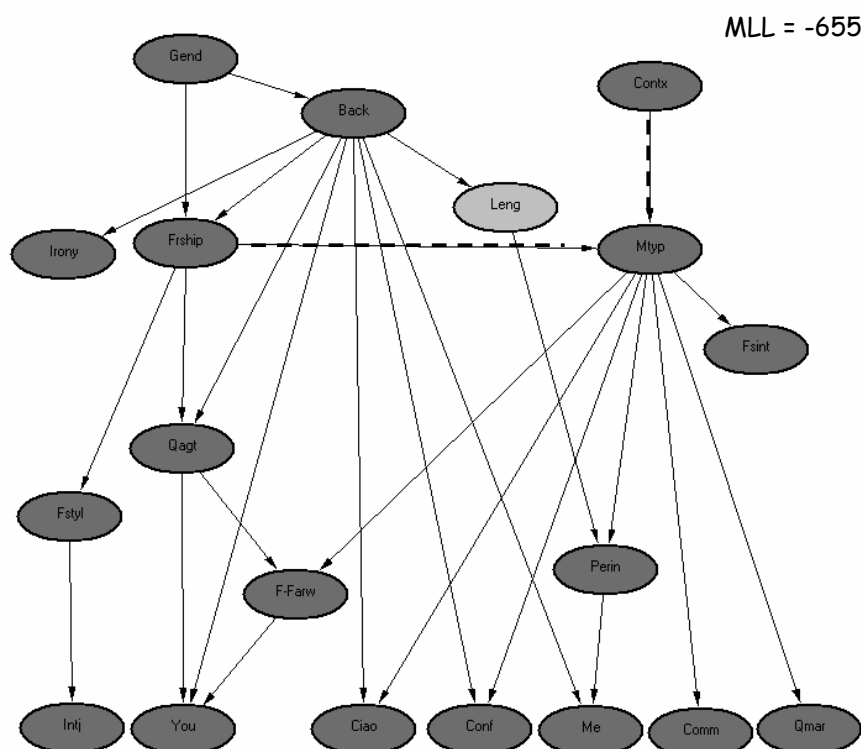 MLL = -655
Gend
Back
Contx
Leng
Irony
Frship
Mtyp
Fsint
Qagt
Fstyl
F-Farw
Perin
Intj
You
Ciao
Conf
Me
Comm
Qmar